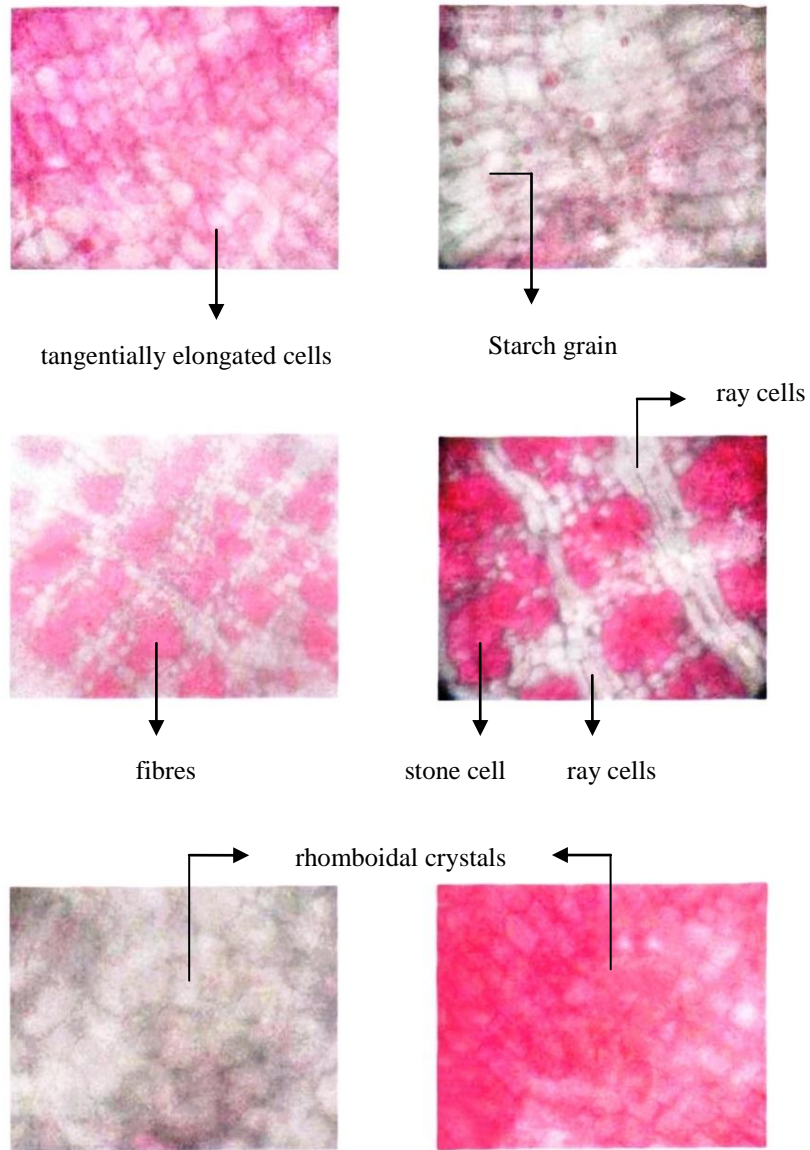 tangentially elongated cells
Starch grain
ray cells
fibres
stone cell
ray cells
rhomboidal crystals